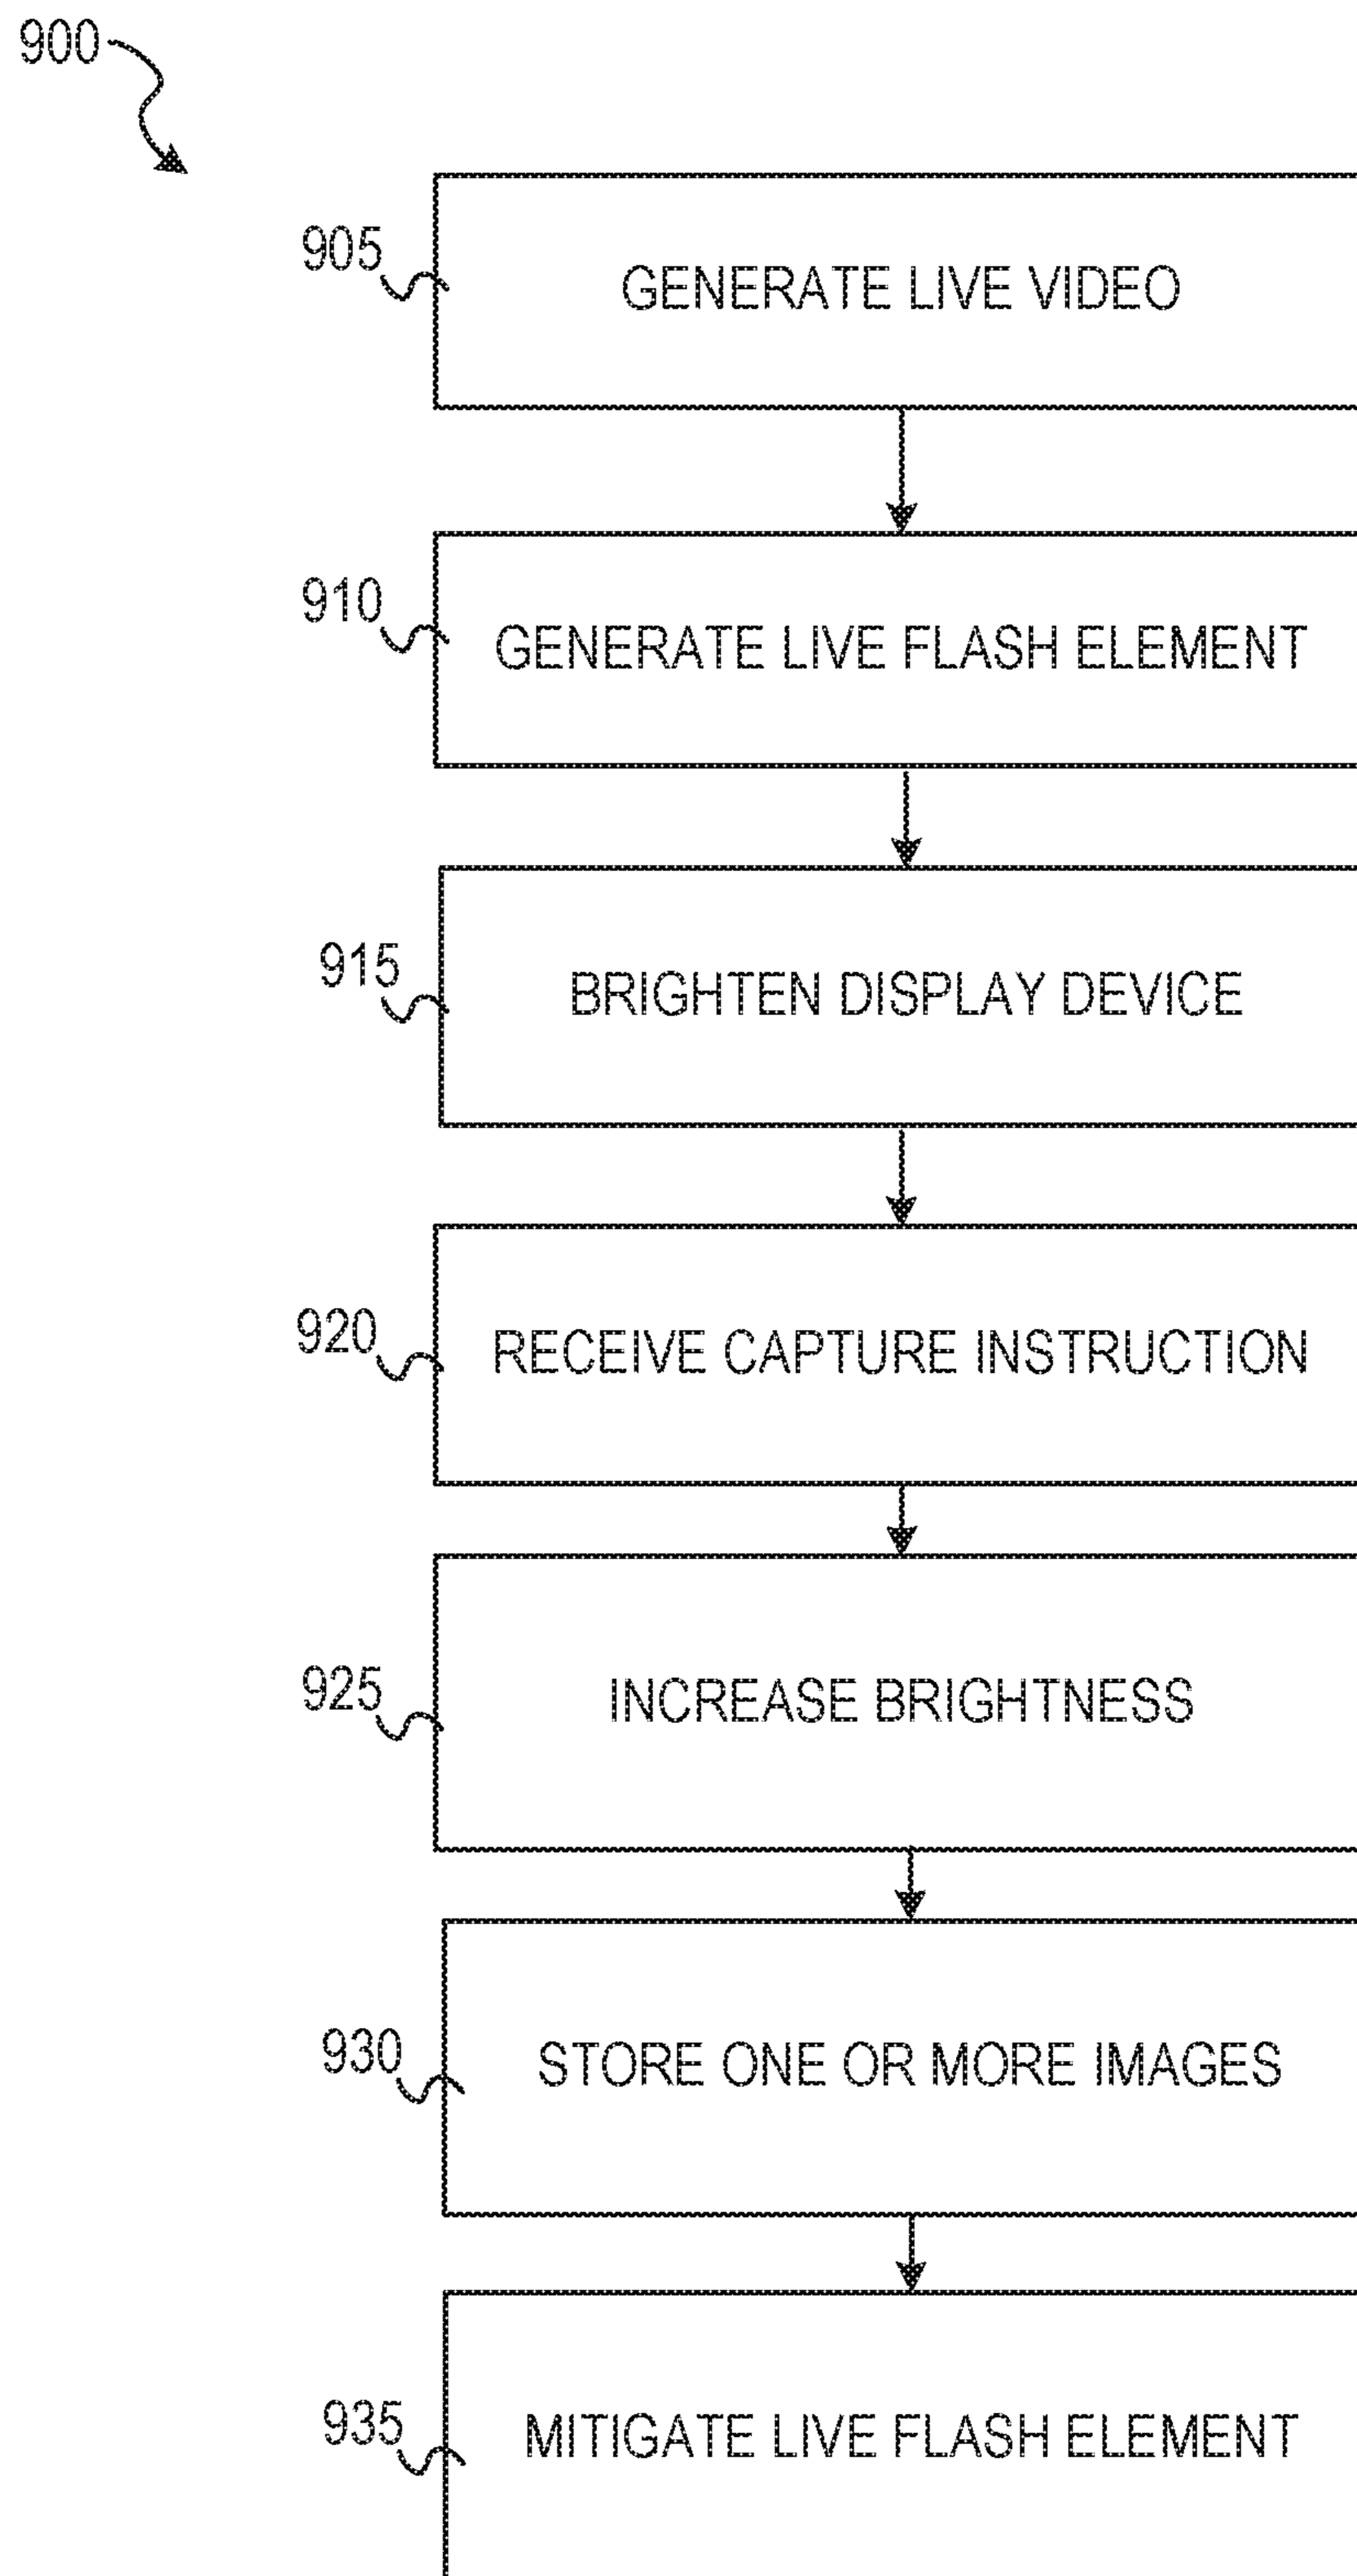 900
905
GENERATE LIVE VIDEO
910
GENERATE LIVE FLASH ELEMENT
915
BRIGHTEN DISPLAY DEVICE
920
RECEIVE CAPTURE INSTRUCTION
925
INCREASE BRIGHTNESS
930
STORE ONE OR MORE IMAGES
935
MITIGATE LIVE FLASH ELEMENT